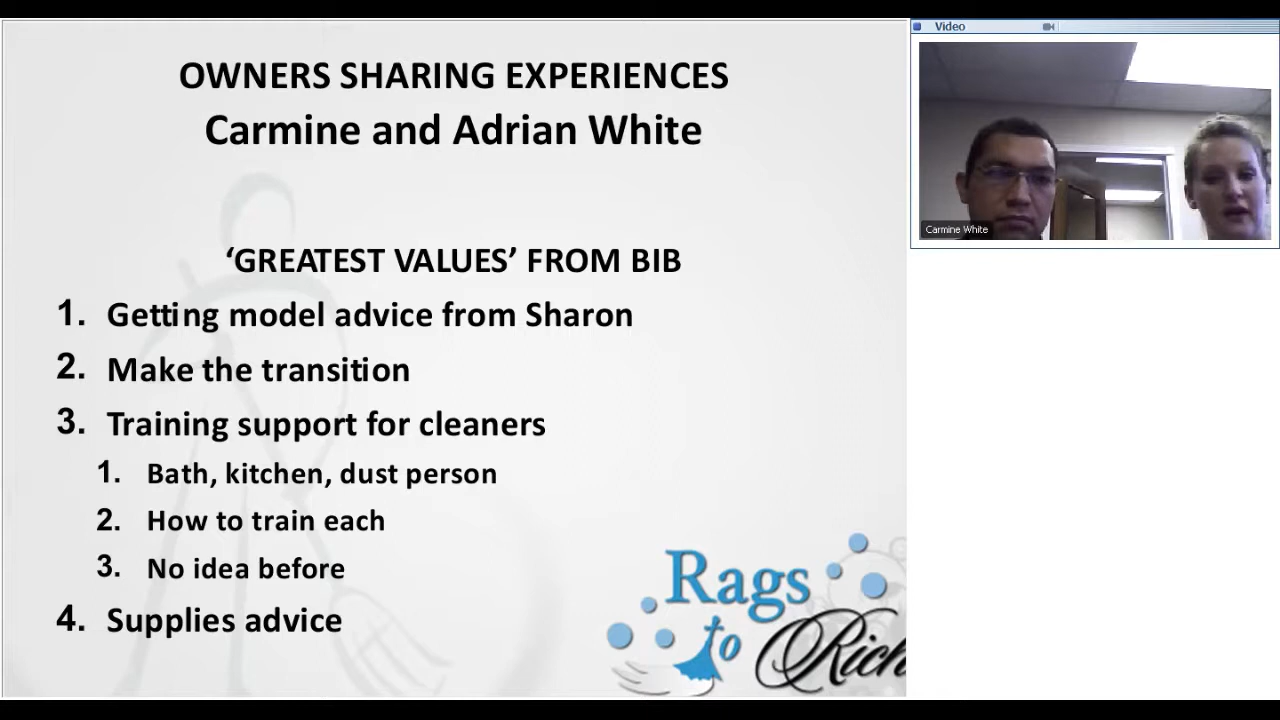 OWNERS SHARING EXPERIENCES
Carmine and Adrian White
‘GREATEST VALUES’ FROM BIB
1. Getting model advice from Sharon
2. Make the transition
3. Training support for cleaners
1. Bath, kitchen, dust person
2. How to train each
3. No idea before
4. Supplies advice
Rags
to
Rich
Video
Carmine White